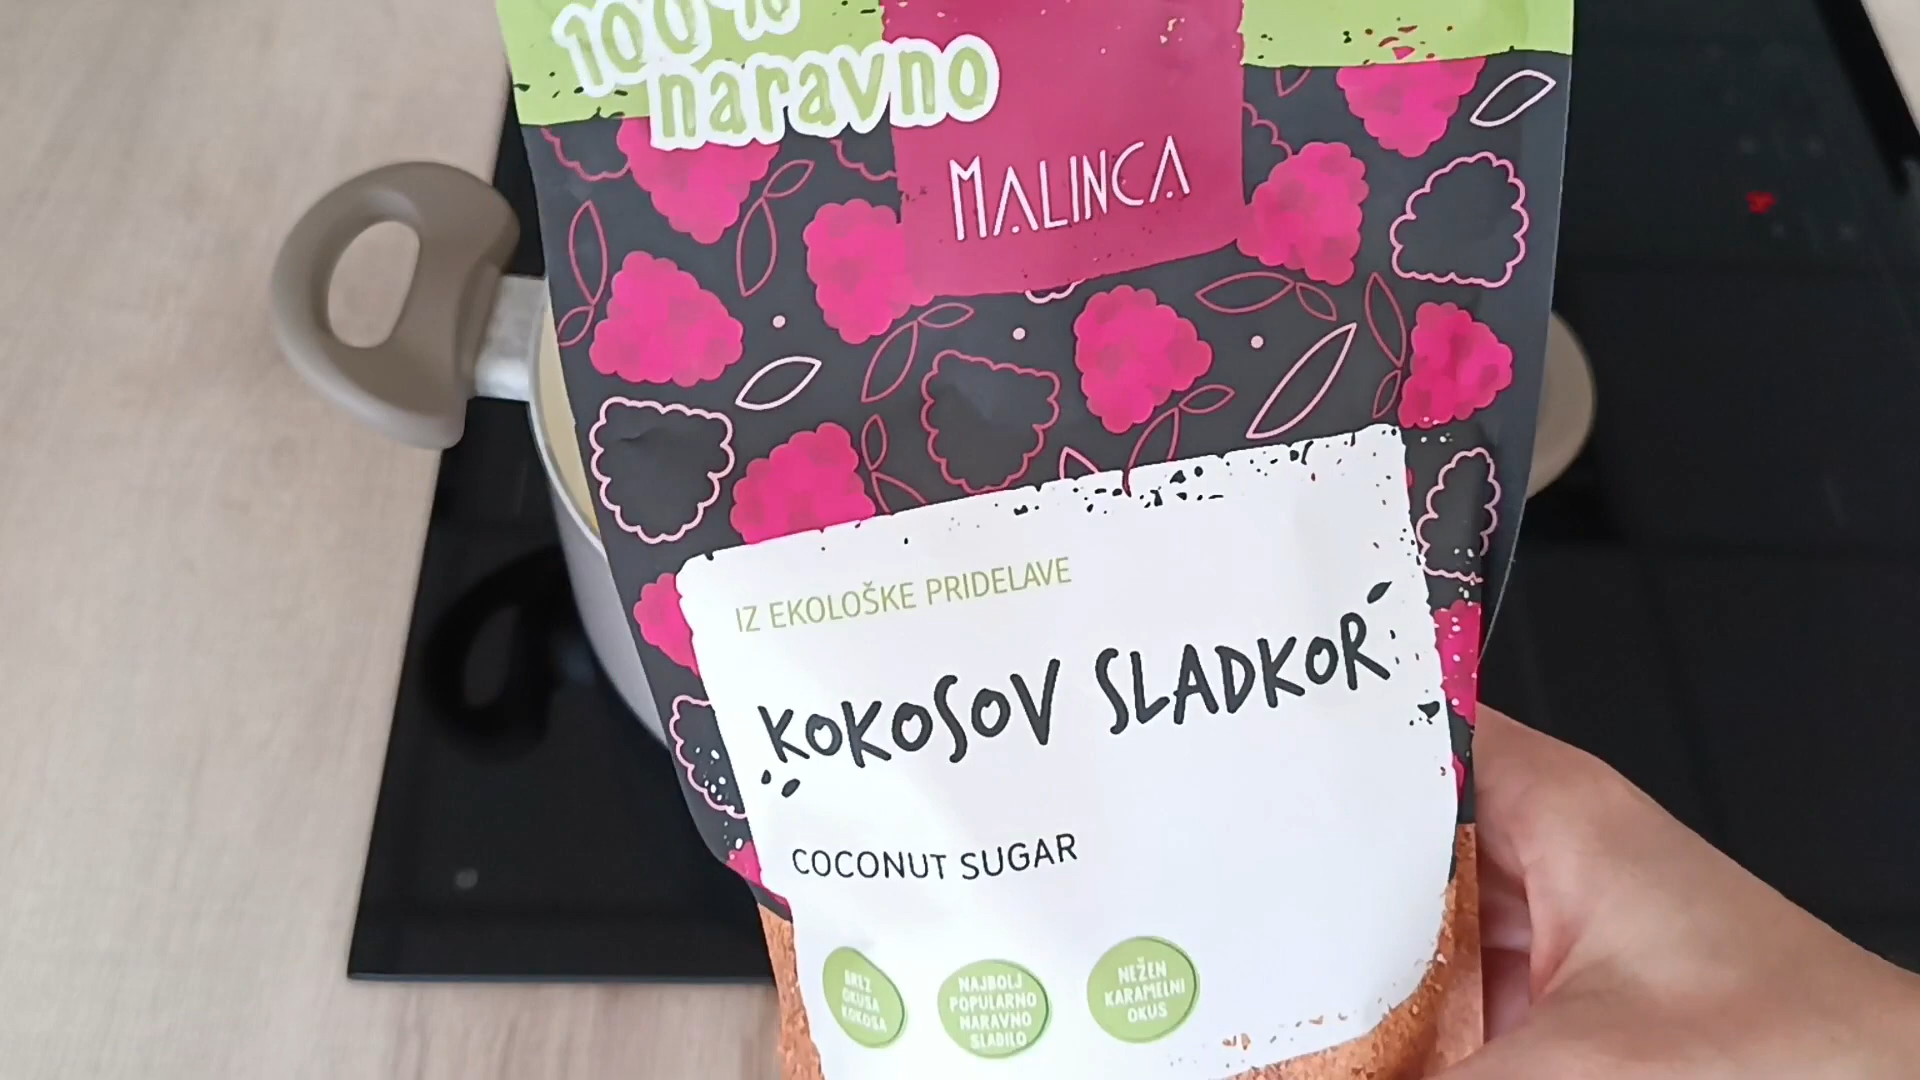 100%
naravno
MALINCA
IZ EKOLOŠKE PRIDELAVE
KOKOSOV SLADKOR
COCONUT SUGAR
BREZ
OKUSA
KOKOSA
NAJBOLJ
POPULARNO
NARAVNO
SLADILO
NEŽEN
KARAMELNI
OKUS